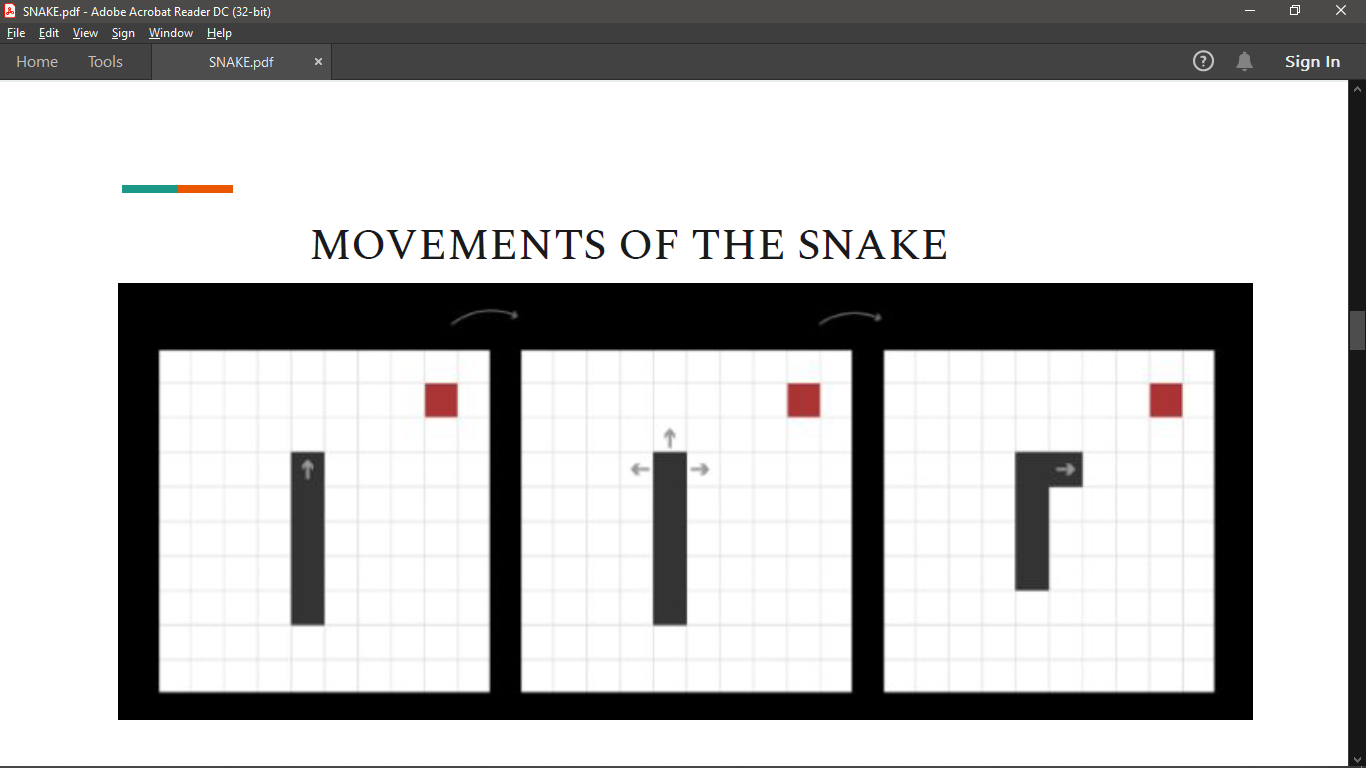 SNAKE.pdf - Adobe Acrobat Reader DC (32-bit)
File Edit View Sign Window Help
Home Tools SNAKE.pdf × ? Sign In
MOVEMENTS OF THE SNAKE